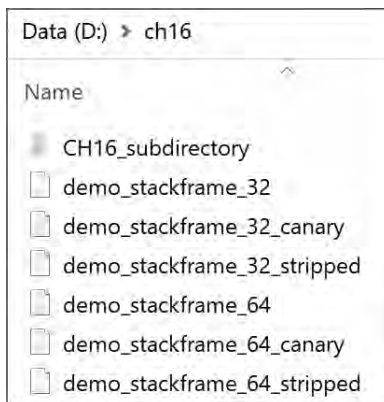 Data (D:) > ch16
Name
CH16_subdirectory
demo_stackframe_32
demo_stackframe_32_canary
demo_stackframe_32_stripped
demo_stackframe_64
demo_stackframe_64_canary
demo_stackframe_64_stripped